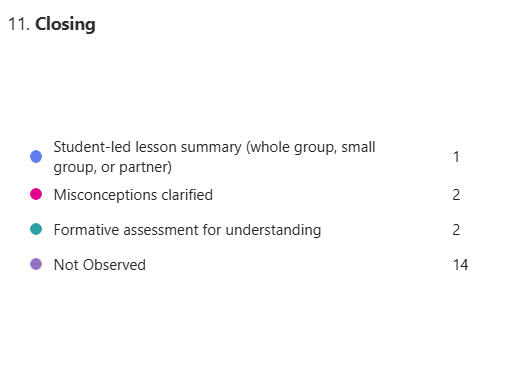 11. Closing
Student-led lesson summary (whole group, small
group, or partner)
1
Misconceptions clarified
2
Formative assessment for understanding
2
Not Observed
14